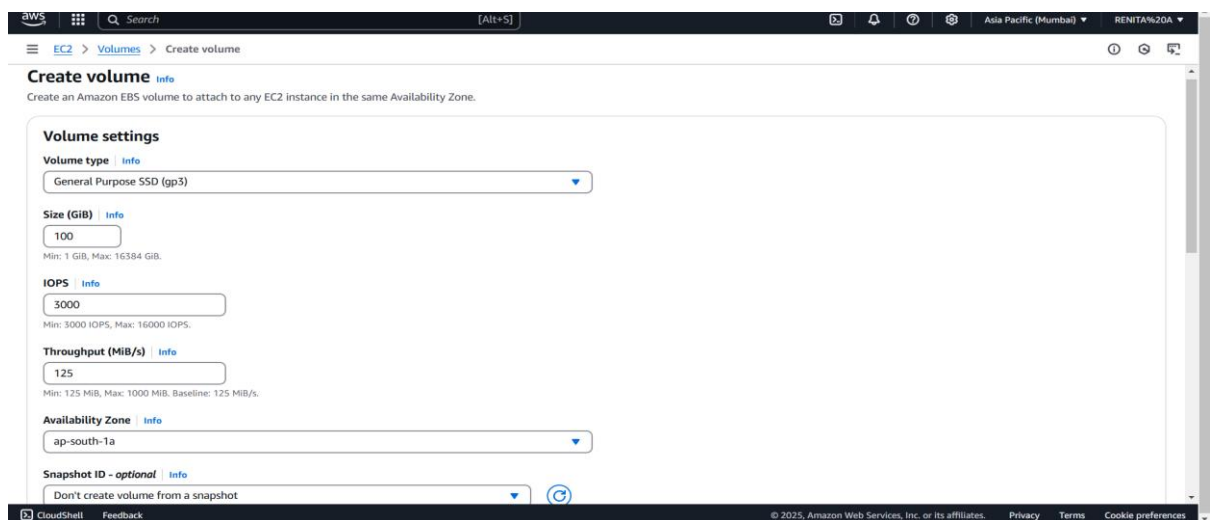 aws Search [Alt+S] Asia Pacific (Mumbai) RENITA%20A
EC2 > Volumes > Create volume
Create volume Info
Create an Amazon EBS volume to attach to any EC2 instance in the same Availability Zone.
Volume settings
Volume type Info
General Purpose SSD (gp3)
Size (GiB) Info
100
Min: 1 GiB, Max: 16384 GiB.
IOPS Info
3000
Min: 3000 IOPS, Max: 16000 IOPS.
Throughput (MiB/s) Info
125
Min: 125 MiB, Max: 1000 MiB. Baseline: 125 MiB/s.
Availability Zone Info
ap-south-1a
Snapshot ID - optional Info
Don't create volume from a snapshot
CloudShell Feedback © 2025, Amazon Web Services, Inc. or its affiliates. Privacy Terms Cookie preferences